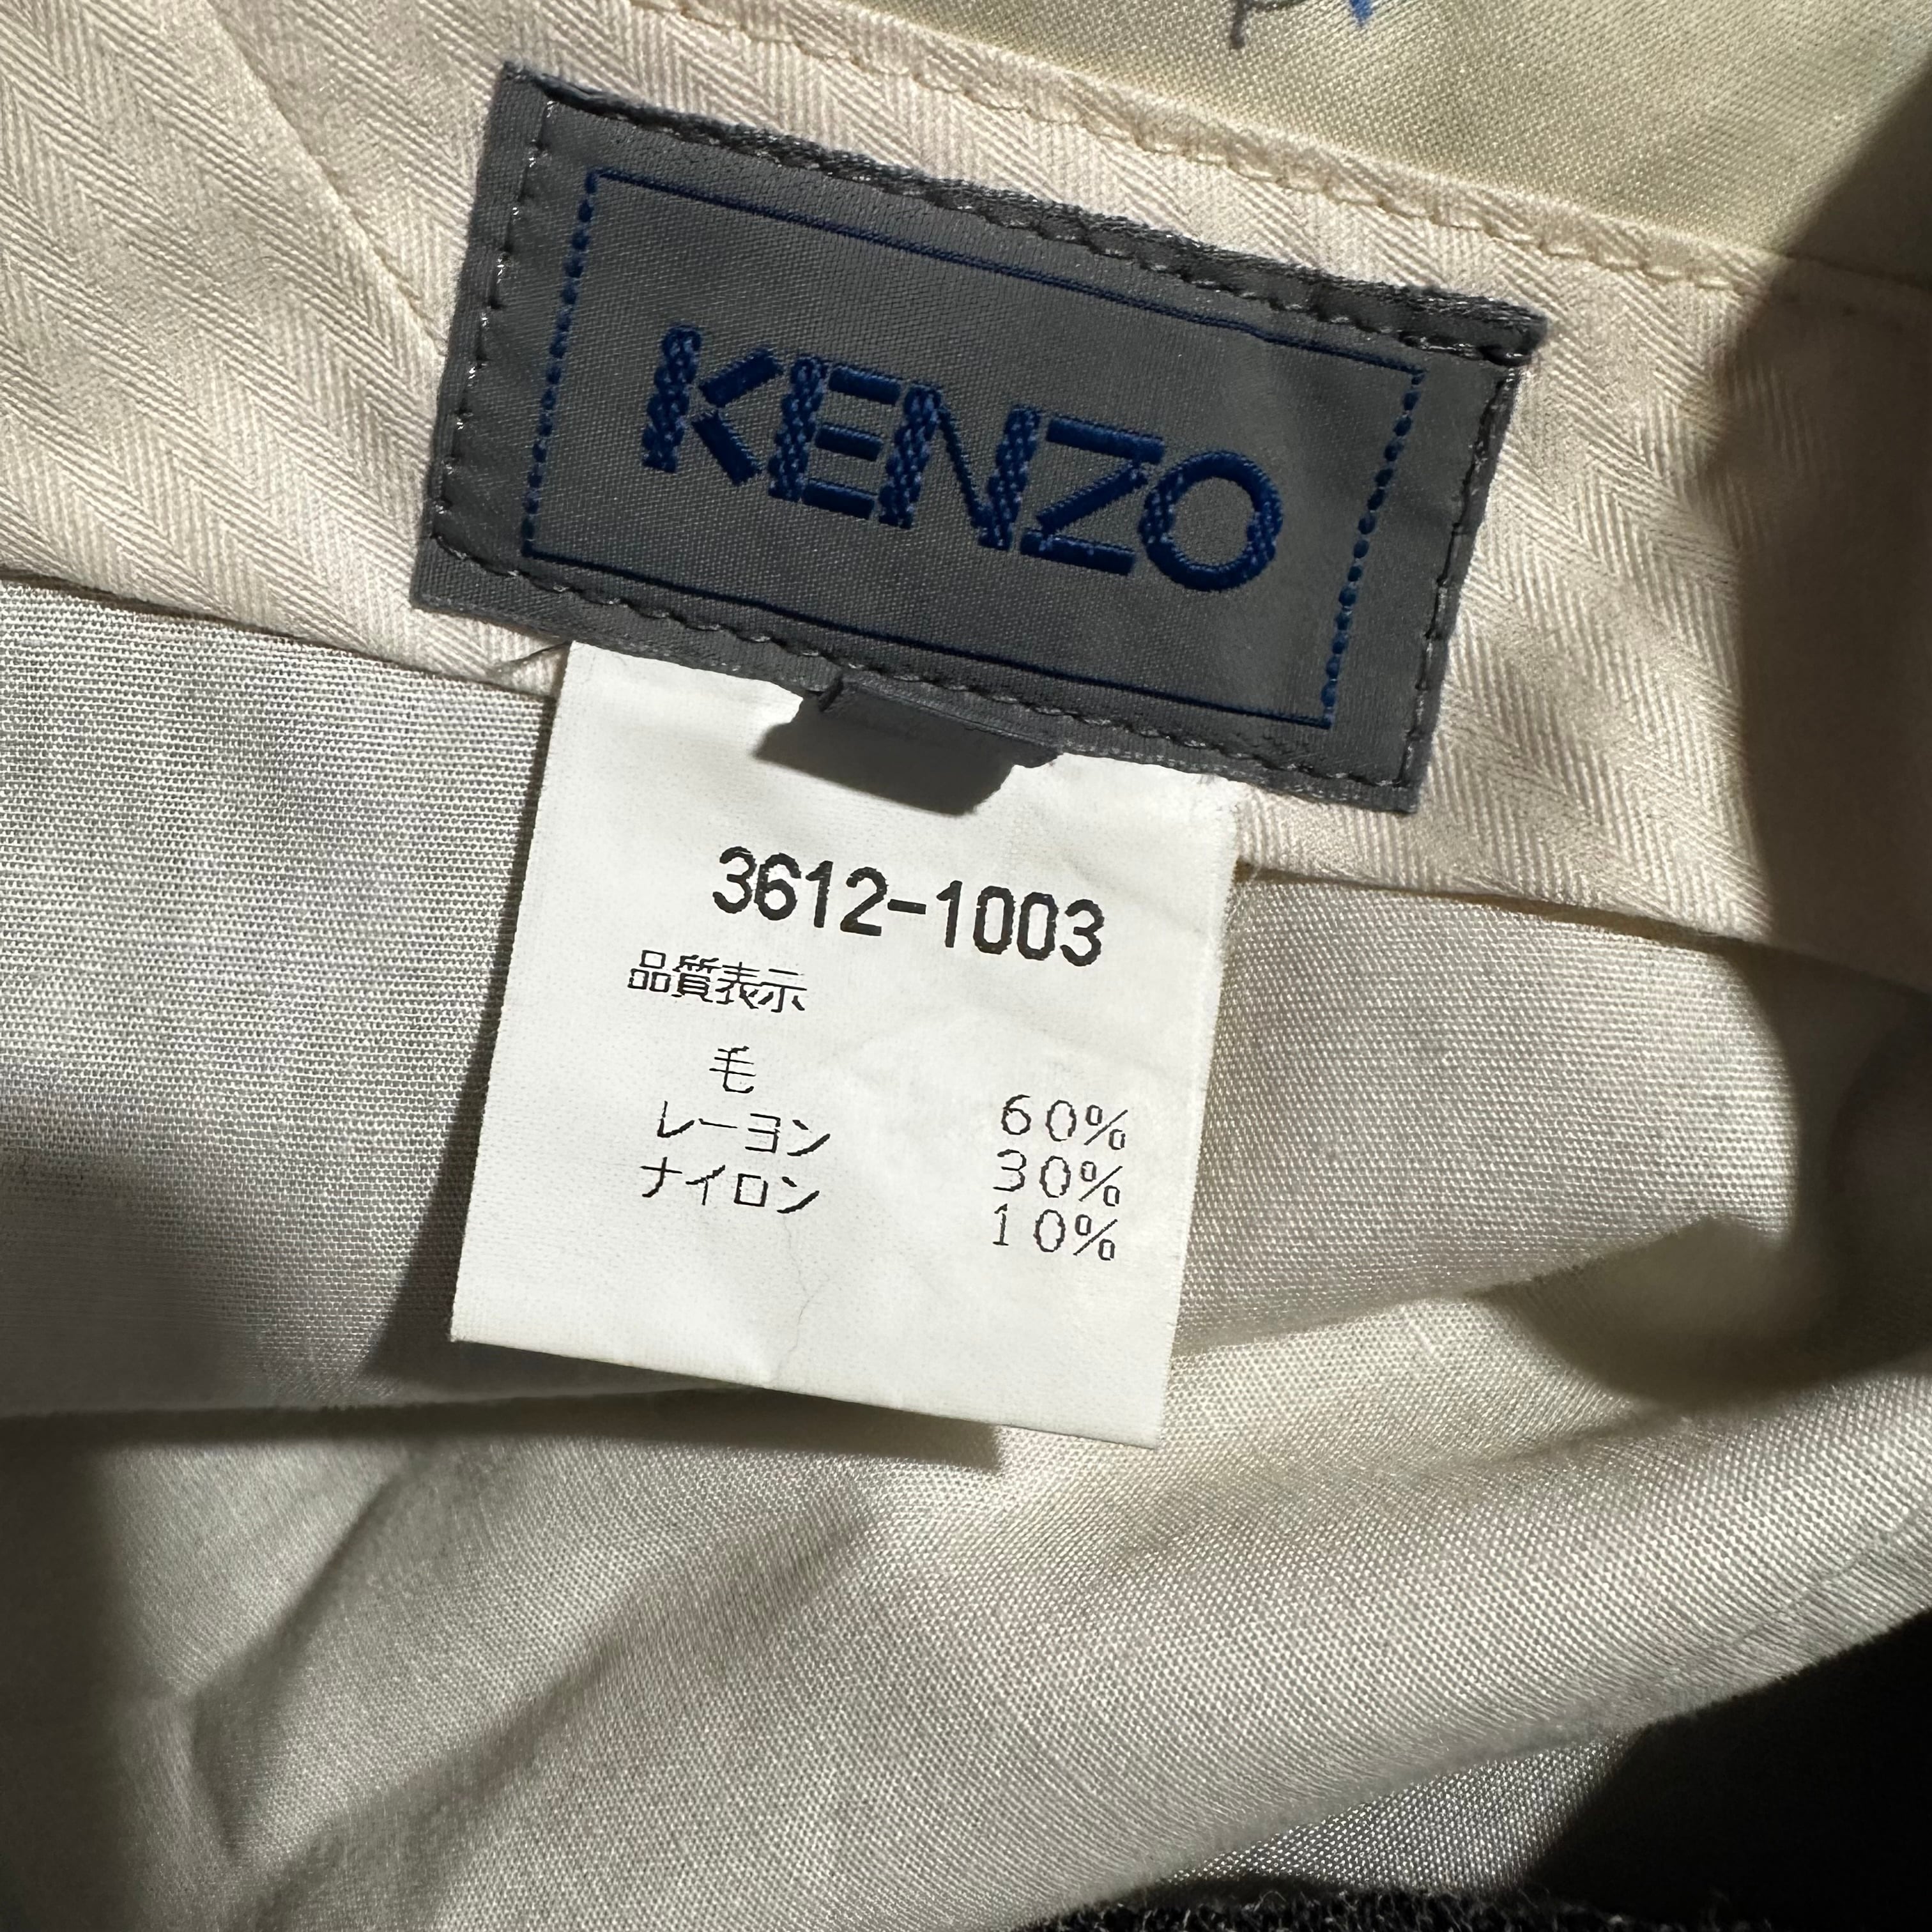 KENZO
3612-1003
品質表示
毛 60%
レーヨン 30%
ナイロン 10%